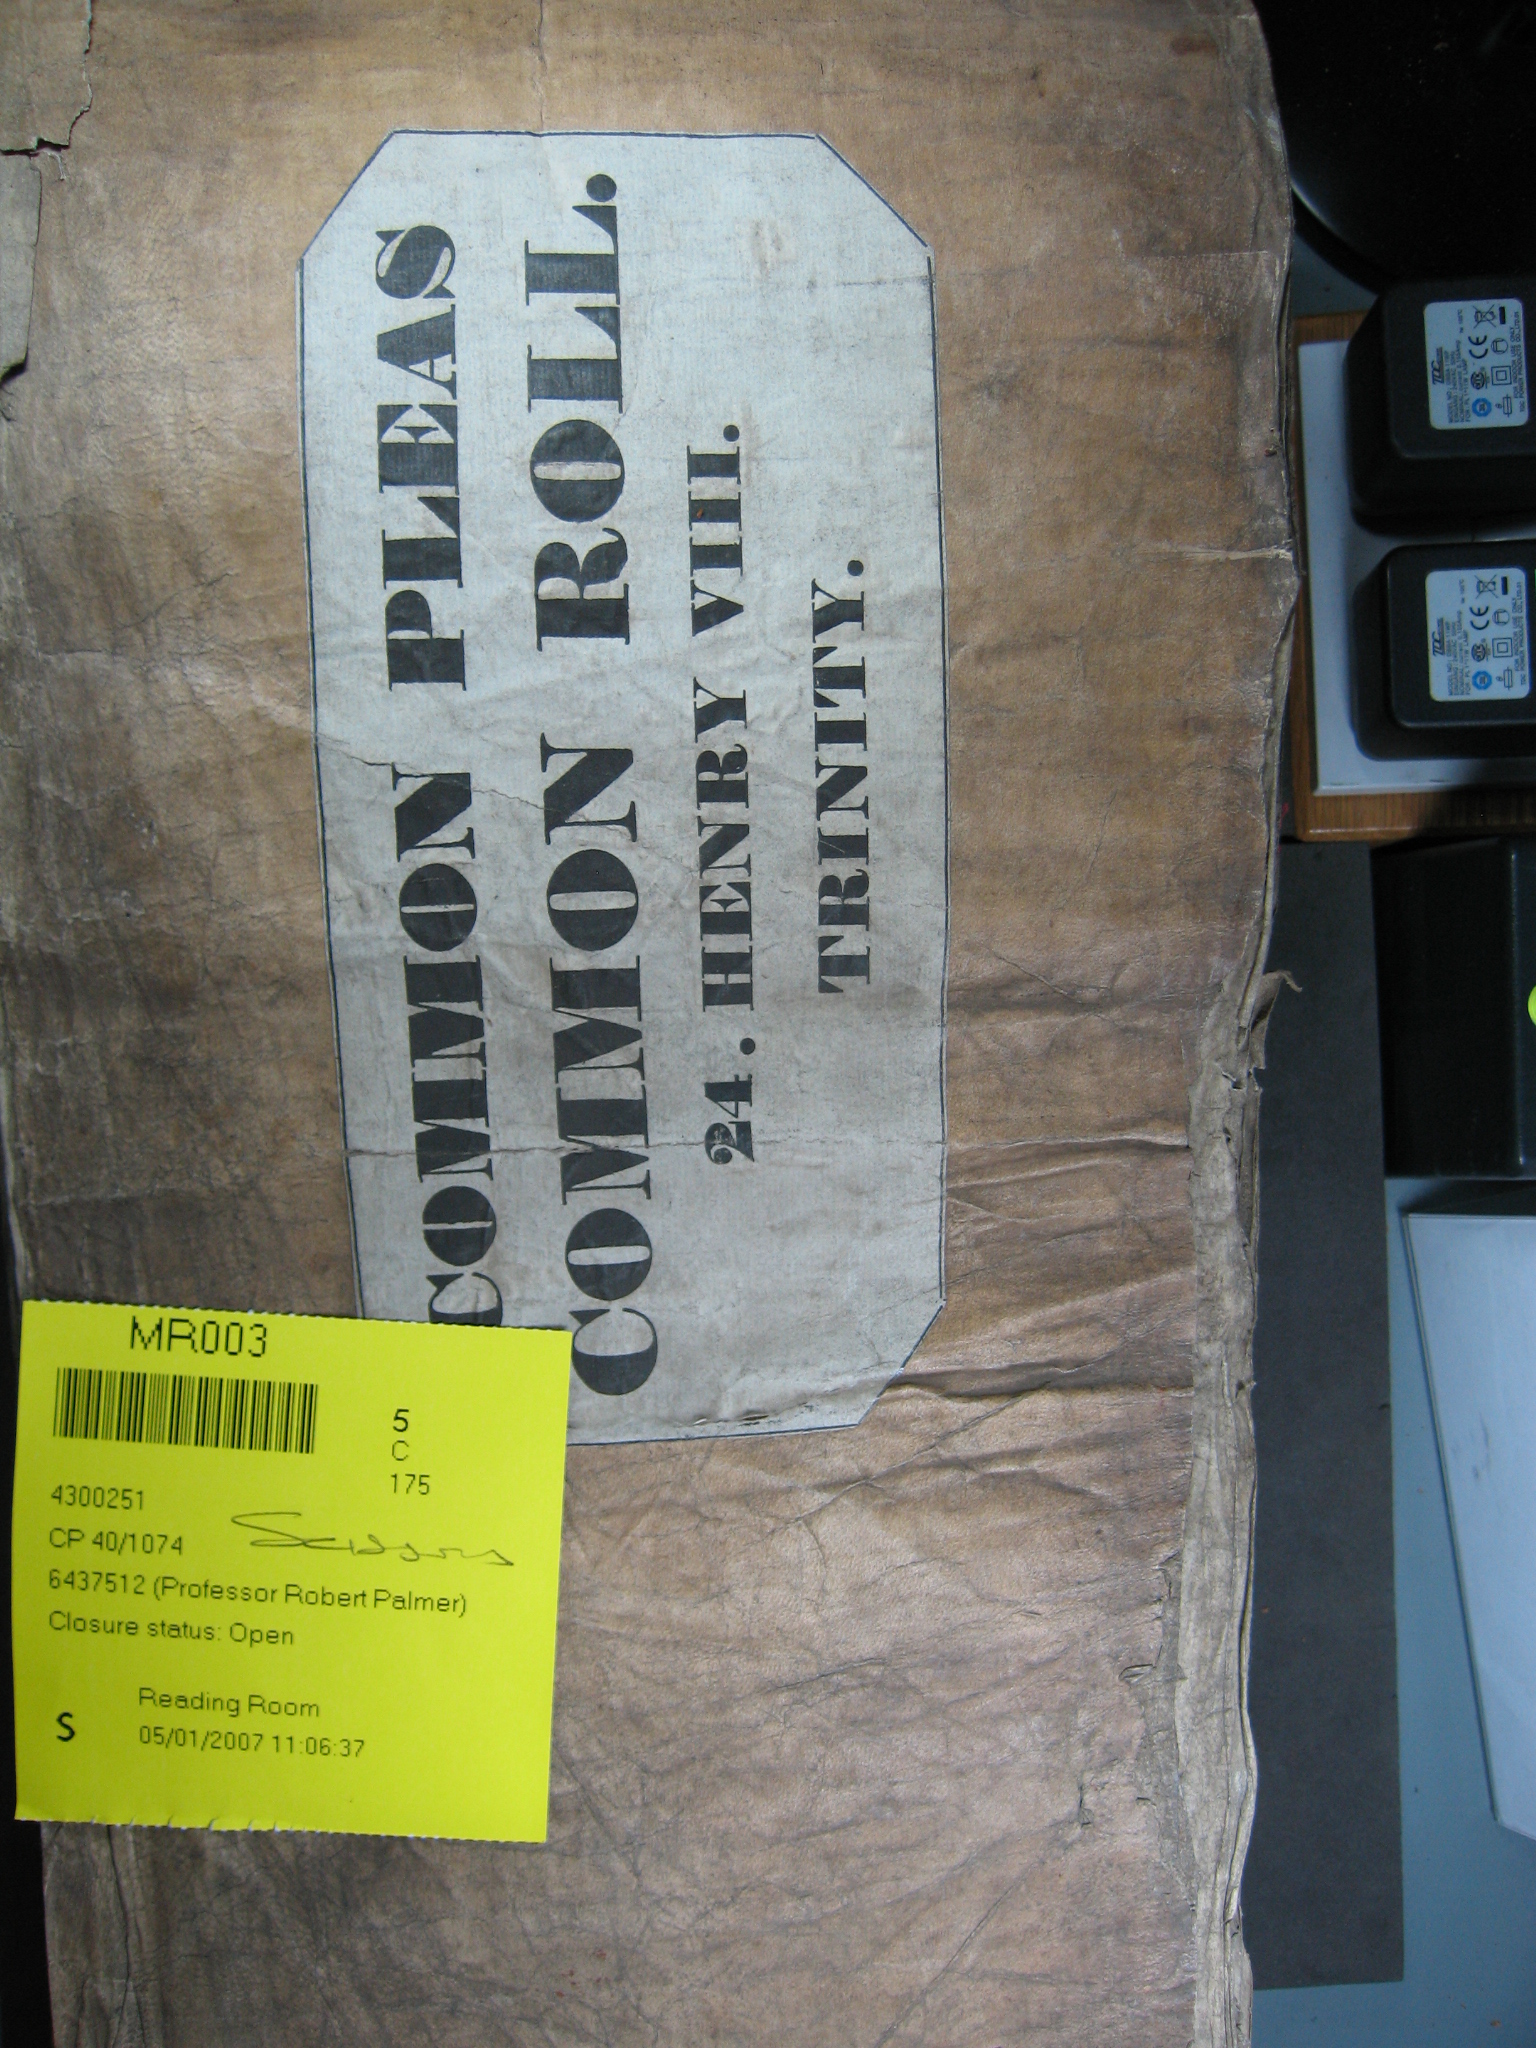 COMMON PLEAS
COMMON ROLL.
24. HENRY VIII.
TRINITY.
MR003
5
C
175
4300251
CP 40/1074
Scissors
6437512 (Professor Robert Palmer)
Closure status: Open
Reading Room
S
05/01/2007 11:06:37